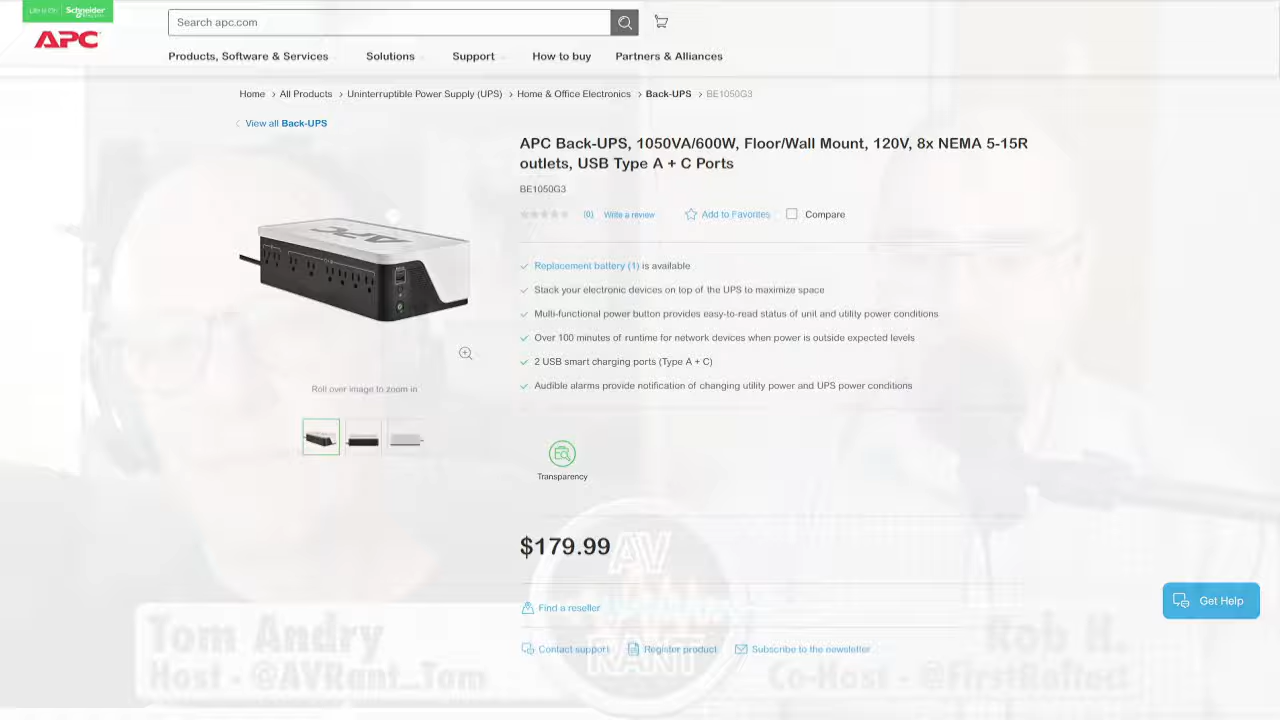 Life Is On | Schneider Electric
APC
Search apc.com
Products, Software & Services
Solutions
Support
How to buy
Partners & Alliances
Home > All Products > Uninterruptible Power Supply (UPS) > Home & Office Electronics > Back-UPS > BE1050G3
View all Back-UPS
APC Back-UPS, 1050VA/600W, Floor/Wall Mount, 120V, 8x NEMA 5-15R
outlets, USB Type A + C Ports
BE1050G3
(0) Write a review
Add to Favorites
Compare
APC
Replacement battery (1) is available
Stack your electronic devices on top of the UPS to maximize space
Multi-functional power button provides easy-to-read status of unit and utility power conditions
Over 100 minutes of runtime for network devices when power is outside expected levels
2 USB smart charging ports (Type A + C)
Audible alarms provide notification of changing utility power and UPS power conditions
Roll over image to zoom in
Transparency
$179.99
AV
RANT
Get Help
Find a reseller
Contact support
Register product
Subscribe to the newsletter
Tom Andry
Host - @AVRant_Tom
Rob H.
Co-Host - @FirstReflect